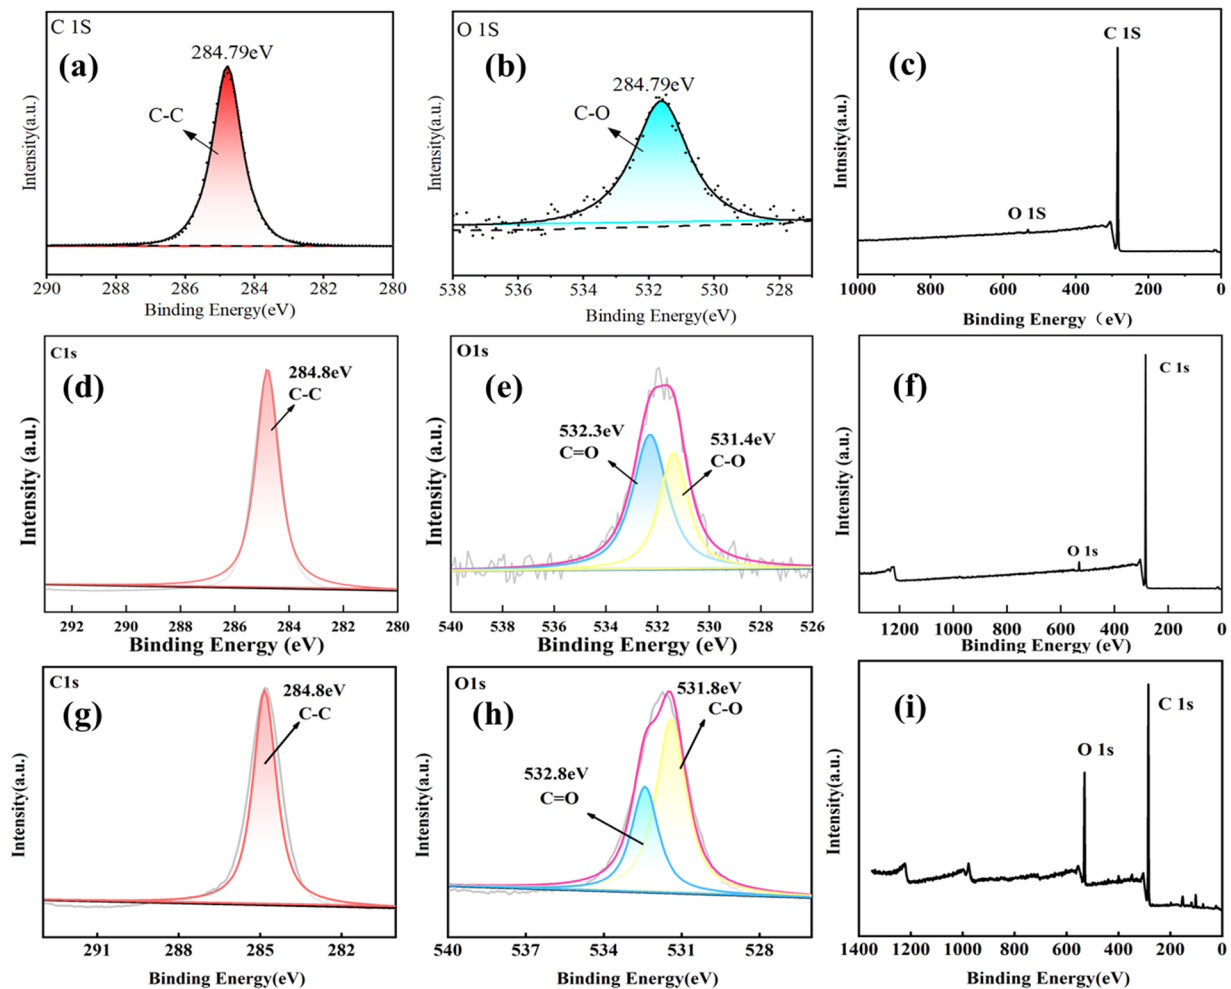 C 1S
(a)
284.79eV
C-C
Intensity(a.u.)
290 288 286 284 282 280
Binding Energy(eV)
O 1S
(b)
284.79eV
C-O
Intensity(a.u.)
538 536 534 532 530 528
Binding Energy(eV)
(c)
C 1S
O 1S
Intnsity(a.u.)
1000 800 600 400 200 0
Binding Energy（eV)
C1s
(d)
284.8eV
C-C
Intensity (a.u.)
292 290 288 286 284 282 280
Binding Energy (eV)
O1s
(e)
532.3eV
C=O
531.4eV
C-O
Intensity (a.u.)
540 538 536 534 532 530 528 526
Binding Energy (eV)
(f)
C 1s
O 1s
Intensity (a.u.)
1200 1000 800 600 400 200 0
Binding Energy (eV)
C1s
(g)
284.8eV
C-C
Intensity(a.u.)
291 288 285 282
Binding Energy(eV)
O1s
(h)
531.8eV
C-O
532.8eV
C=O
Intensity(a.u.)
540 537 534 531 528
Binding Energy(eV)
(i)
C 1s
O 1s
Intensity(a.u.)
1400 1200 1000 800 600 400 200 0
Binding Energy(eV)